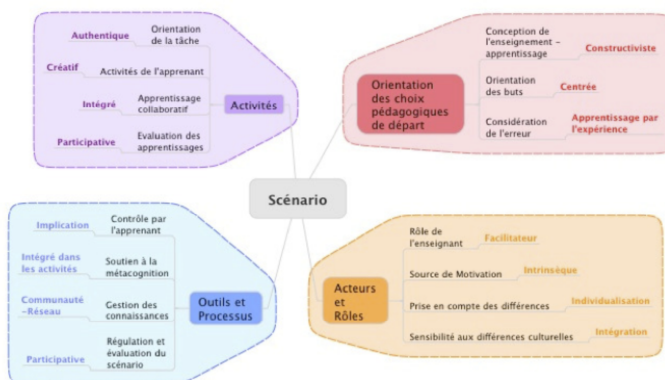 Authentique
Orientation
de la tâche
Créatif
Activités de l'apprenant
Intégré
Apprentissage
collaboratif
Participative
Evaluation des
apprentissages
Activités
Orientation
des choix
pédagogiques
de départ
Conception de
l'enseignement -
apprentissage
Constructiviste
Orientation
des buts
Centrée
Considération
de l'erreur
Apprentissage par
l'expérience
Scénario
Implication
Contrôle par
l'apprenant
Intégré dans
les activités
Soutien à la
métacognition
Communauté
-Réseau
Gestion des
connaissances
Participative
Régulation et
évaluation du
scénario
Outils et
Processus
Acteurs
et
Rôles
Rôle de
l'enseignant
Facilitateur
Source de Motivation
Intrinsèque
Prise en compte des différences
Individualisation
Sensibilité aux différences culturelles
Intégration